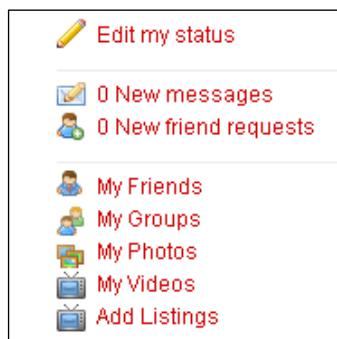 Edit my status
0 New messages
0 New friend requests
My Friends
My Groups
My Photos
My Videos
Add Listings